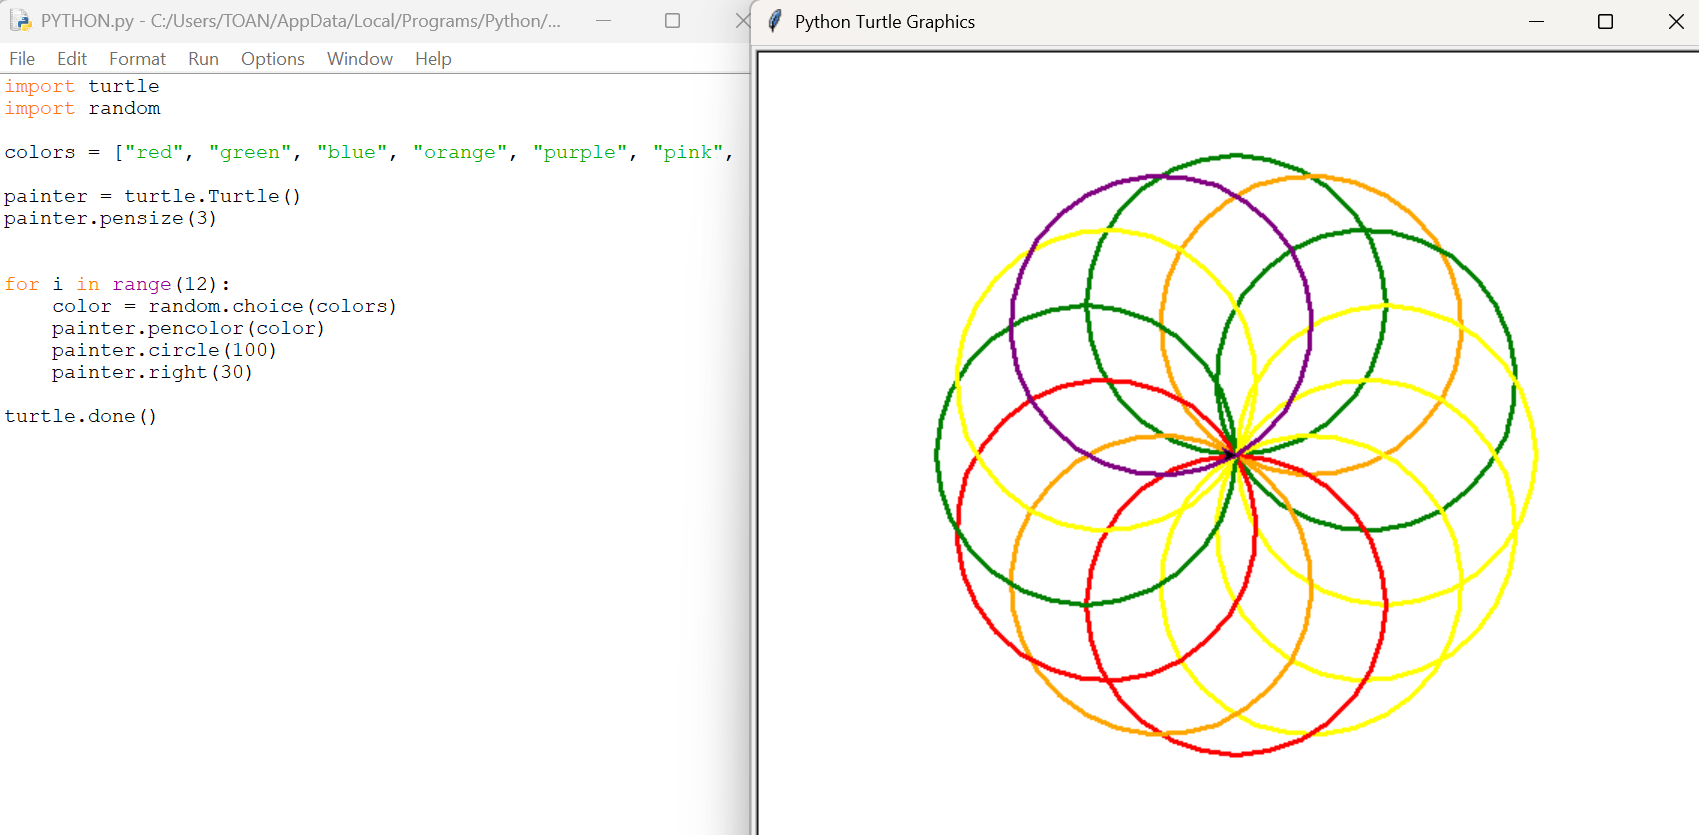 PYTHON.py - C:/Users/TOAN/AppData/Local/Programs/Python/...
File Edit Format Run Options Window Help
import turtle
import random
colors = ["red", "green", "blue", "orange", "purple", "pink",
painter = turtle.Turtle()
painter.pensize(3)
for i in range(12):
    color = random.choice(colors)
    painter.pencolor(color)
    painter.circle(100)
    painter.right(30)
turtle.done()
Python Turtle Graphics